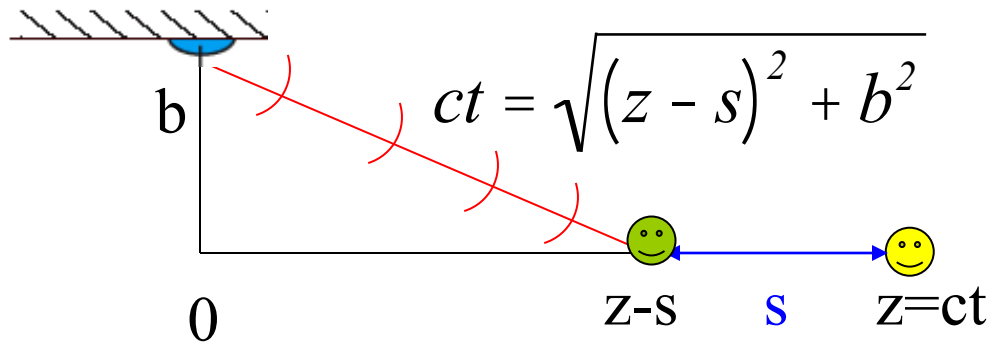 b
ct = √((z − s)² + b²)
0
z-s
s
z=ct